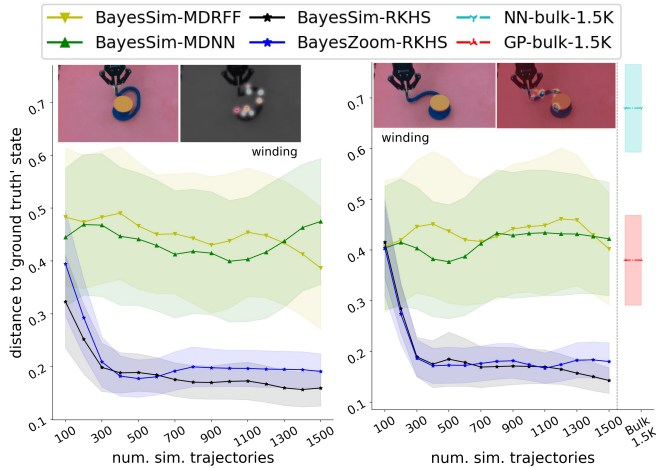 BayesSim-MDRFF BayesSim-RKHS NN-bulk-1.5K
BayesSim-MDNN BayesZoom-RKHS GP-bulk-1.5K
distance to 'ground truth' state
0.7
0.6
0.5
0.4
0.3
0.2
0.1
winding
100 300 500 700 900 1100 1300 1500
num. sim. trajectories
0.7
0.6
0.5
0.4
0.3
0.2
0.1
winding
100 300 500 700 900 1100 1300 1500
Bulk
1.5K
num. sim. trajectories